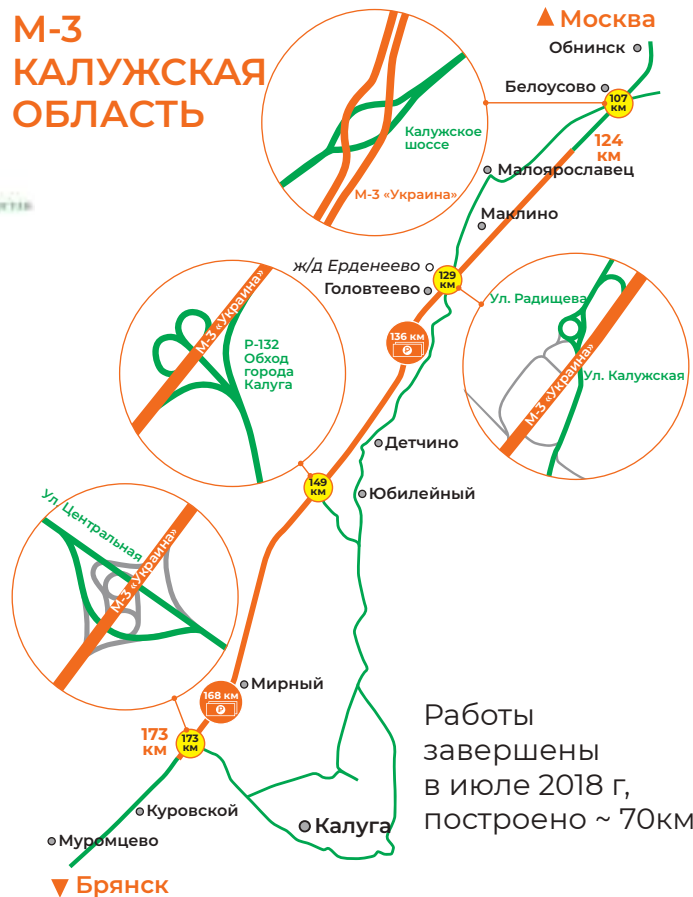 М-3
КАЛУЖСКАЯ
ОБЛАСТЬ
Москва
Обнинск
Белоусово
107
км
124
км
Калужское
шоссе
М-3 «Украина»
Малоярославец
Маклино
ж/д Ерденеево
129
км
Головтеево
Ул. Радищева
М-3 «Украина»
Ул. Калужская
136 км
₽
М-3 «Украина»
Р-132
Обход
города
Калуга
Детчино
149
км
Юбилейный
Ул. Центральная
М-3 «Украина»
Мирный
168 км
₽
173
км
173
км
Работы
завершены
в июле 2018 г,
построено ~ 70км
Куровской
Калуга
Муромцево
Брянск